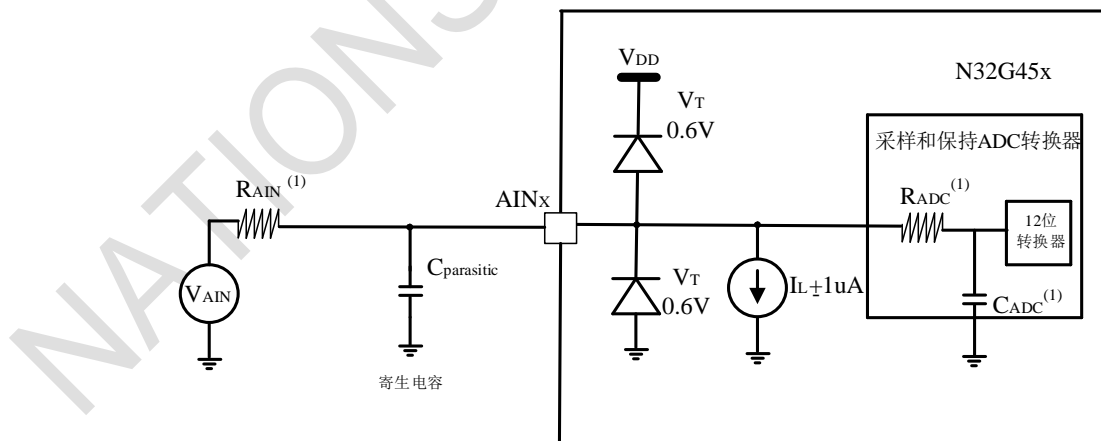 NATIONS
N32G45x
VDD
VT
0.6V
采样和保持ADC转换器
RAIN(1)
AINX
RADC(1)
12位
转换器
VAIN
Cparasitic
VT
0.6V
IL±1uA
CADC(1)
寄生电容